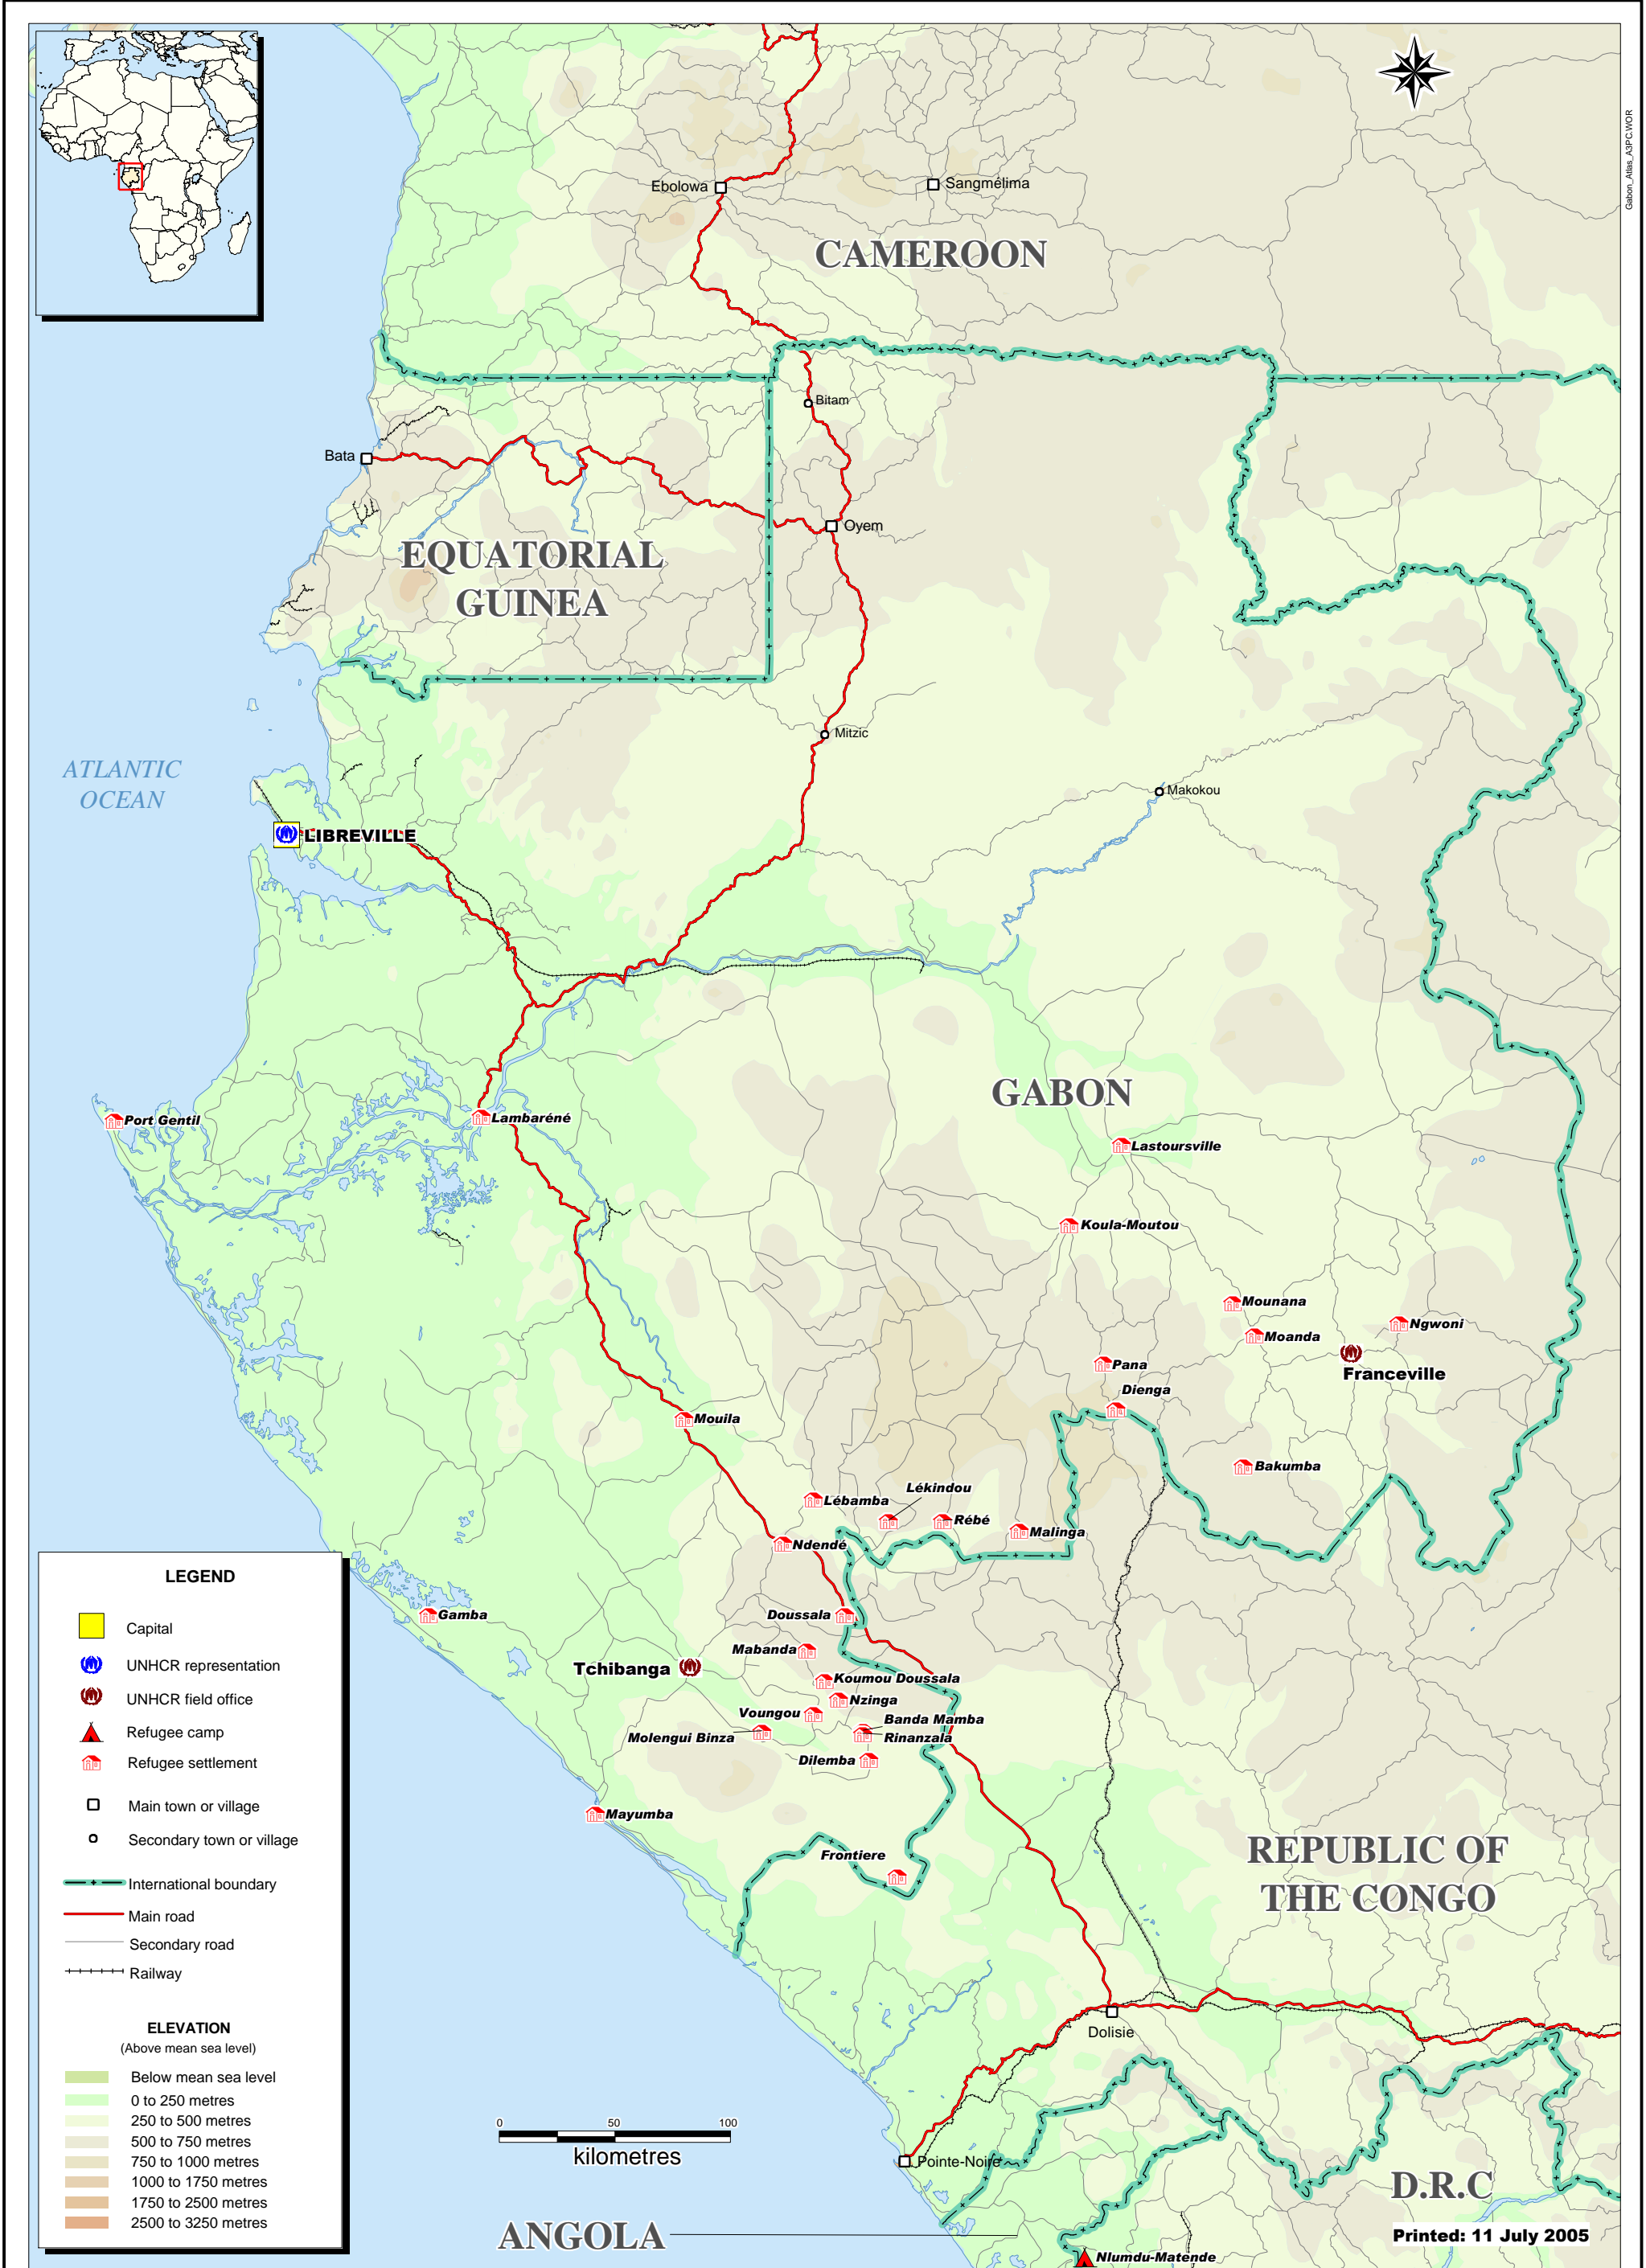 Gabon_Atlas_A3PC.WOR
Ebolowa
Sangmélima
CAMEROON
Bitam
Bata
Oyem
EQUATORIAL
GUINEA
Mitzic
ATLANTIC
OCEAN
Makokou
LIBREVILLE
GABON
Port Gentil
Lambaréné
Lastoursville
Koula-Moutou
Mounana
Ngwoni
Moanda
Pana
Franceville
Dienga
Mouila
Bakumba
Lékindou
Lébamba
Rébé
Malinga
Ndendé
Gamba
Doussala
Mabanda
Tchibanga
Koumou Doussala
Nzinga
Voungou
Banda Mamba
Molengui Binza
Rinanzala
Dilemba
Mayumba
Frontiere
REPUBLIC OF
THE CONGO
Dolisie
Pointe-Noire
D.R.C
ANGOLA
Nlumdu-Matende
LEGEND
Capital
UNHCR representation
UNHCR field office
Refugee camp
Refugee settlement
Main town or village
Secondary town or village
International boundary
Main road
Secondary road
Railway
ELEVATION
(Above mean sea level)
Below mean sea level
0 to 250 metres
250 to 500 metres
500 to 750 metres
750 to 1000 metres
1000 to 1750 metres
1750 to 2500 metres
2500 to 3250 metres
0 50 100
kilometres
Printed: 11 July 2005